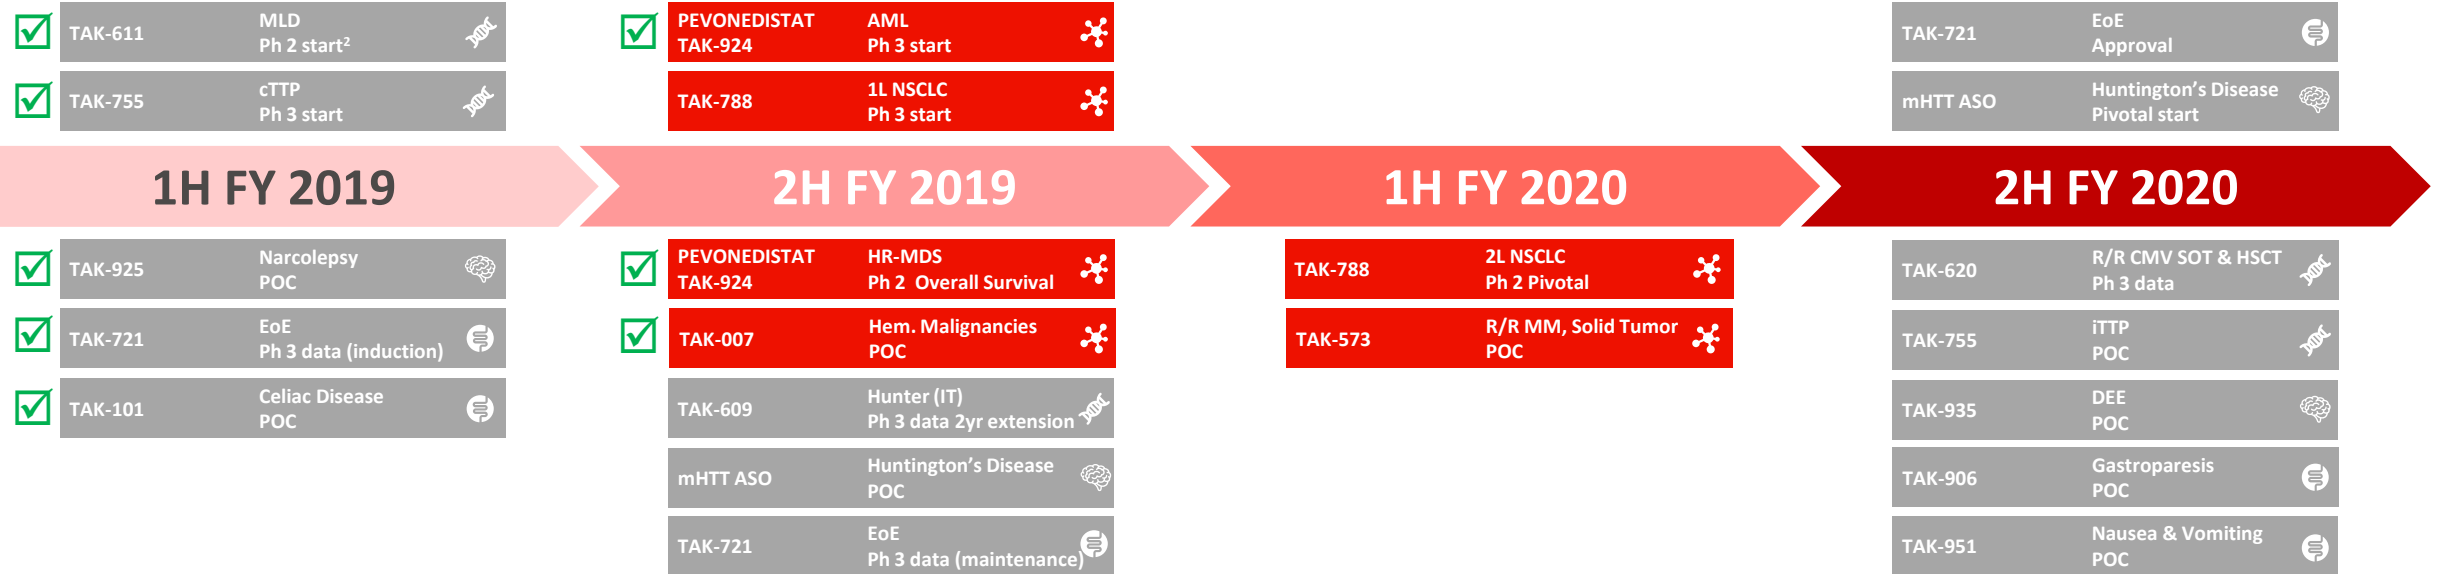 TAK-611
MLD
Ph 2 start²
TAK-755
cTTP
Ph 3 start
PEVONEDISTAT
TAK-924
AML
Ph 3 start
TAK-788
1L NSCLC
Ph 3 start
TAK-721
EoE
Approval
mHTT ASO
Huntington’s Disease
Pivotal start
1H FY 2019
2H FY 2019
1H FY 2020
2H FY 2020
TAK-925
Narcolepsy
POC
TAK-721
EoE
Ph 3 data (induction)
TAK-101
Celiac Disease
POC
PEVONEDISTAT
TAK-924
HR-MDS
Ph 2 Overall Survival
TAK-007
Hem. Malignancies
POC
TAK-609
Hunter (IT)
Ph 3 data 2yr extension
mHTT ASO
Huntington’s Disease
POC
TAK-721
EoE
Ph 3 data (maintenance)
TAK-788
2L NSCLC
Ph 2 Pivotal
TAK-573
R/R MM, Solid Tumor
POC
TAK-620
R/R CMV SOT & HSCT
Ph 3 data
TAK-755
iTTP
POC
TAK-935
DEE
POC
TAK-906
Gastroparesis
POC
TAK-951
Nausea & Vomiting
POC